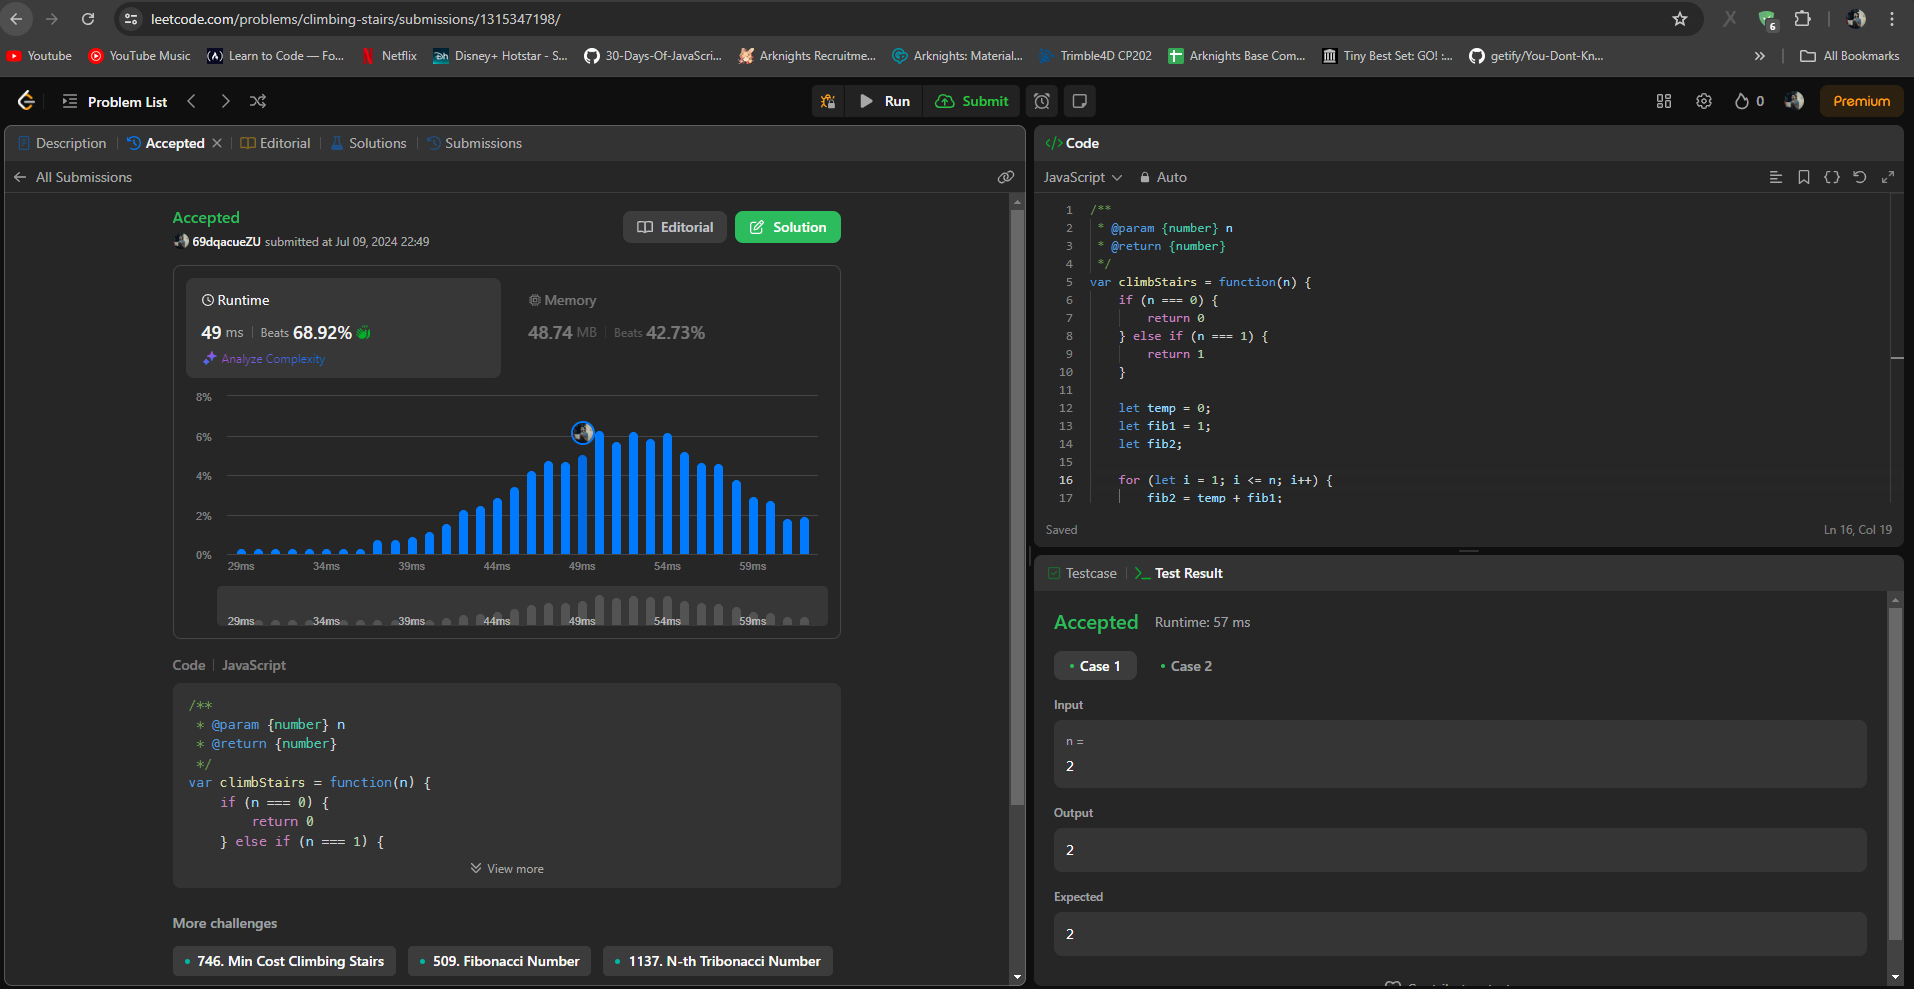 leetcode.com/problems/climbing-stairs/submissions/1315347198/
6
YouTube
YouTube Music
Learn to Code — Fo...
Netflix
Disney+ Hotstar - S...
30-Days-Of-JavaScri...
Arknights Recruitme...
Arknights: Material...
Trimble4D CP202
Arknights Base Com...
Tiny Best Set: GO! :...
getify/You-Dont-Kn...
»
All Bookmarks
Problem List
Run
Submit
0
Premium
Description
Accepted
Editorial
Solutions
Submissions
All Submissions
Accepted
69dqacueZU submitted at Jul 09, 2024 22:49
Editorial
Solution
Runtime
49 ms | Beats 68.92%
Analyze Complexity
Memory
48.74 MB | Beats 42.73%
8%
6%
4%
2%
0%
29ms 34ms 39ms 44ms 49ms 54ms 59ms
29ms 34ms 39ms 44ms 49ms 54ms 59ms
Code | JavaScript
/**
 * @param {number} n
 * @return {number}
 */
var climbStairs = function(n) {
    if (n === 0) {
        return 0
    } else if (n === 1) {
View more
More challenges
746. Min Cost Climbing Stairs
509. Fibonacci Number
1137. N-th Tribonacci Number
</> Code
JavaScript
Auto
1 /**
2  * @param {number} n
3  * @return {number}
4  */
5 var climbStairs = function(n) {
6     if (n === 0) {
7         return 0
8     } else if (n === 1) {
9         return 1
10     }
11
12     let temp = 0;
13     let fib1 = 1;
14     let fib2;
15
16     for (let i = 1; i <= n; i++) {
17         fib2 = temp + fib1;
Saved
Ln 16, Col 19
Testcase
Test Result
Accepted Runtime: 57 ms
Case 1
Case 2
Input
n =
2
Output
2
Expected
2